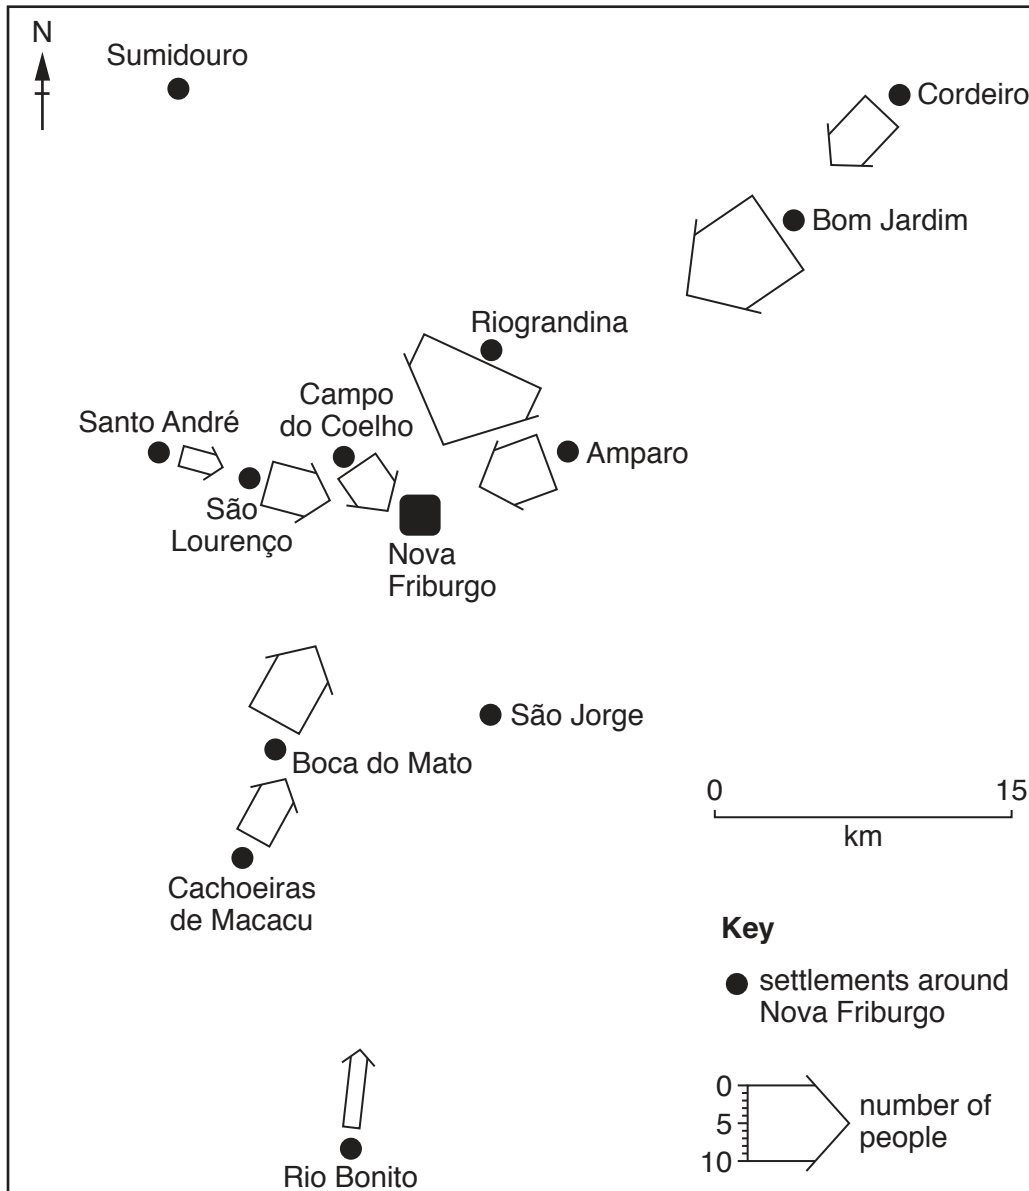 N
Sumidouro
Cordeiro
Bom Jardim
Riograndina
Campo
do Coelho
Santo André
Amparo
São
Lourenço
Nova
Friburgo
São Jorge
Boca do Mato
0 15
km
Cachoeiras
de Macacu
Key
settlements around
Nova Friburgo
0
5
10
number of
people
Rio Bonito